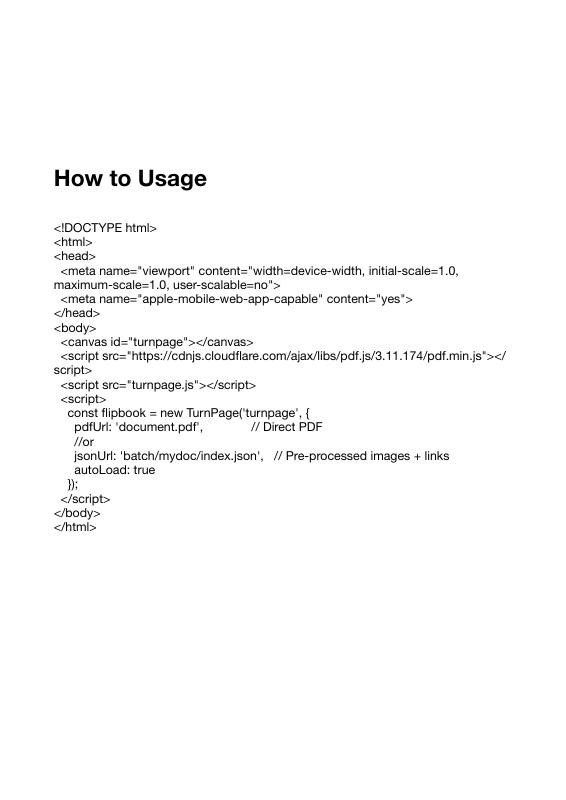 How to Usage
<!DOCTYPE html>
<html>
<head>
  <meta name="viewport" content="width=device-width, initial-scale=1.0,
maximum-scale=1.0, user-scalable=no">
  <meta name="apple-mobile-web-app-capable" content="yes">
</head>
<body>
  <canvas id="turnpage"></canvas>
  <script src="https://cdnjs.cloudflare.com/ajax/libs/pdf.js/3.11.174/pdf.min.js"></
script>
  <script src="turnpage.js"></script>
  <script>
    const flipbook = new TurnPage('turnpage', {
      pdfUrl: 'document.pdf',              // Direct PDF
      //or
      jsonUrl: 'batch/mydoc/index.json',   // Pre-processed images + links
      autoLoad: true
    });
  </script>
</body>
</html>